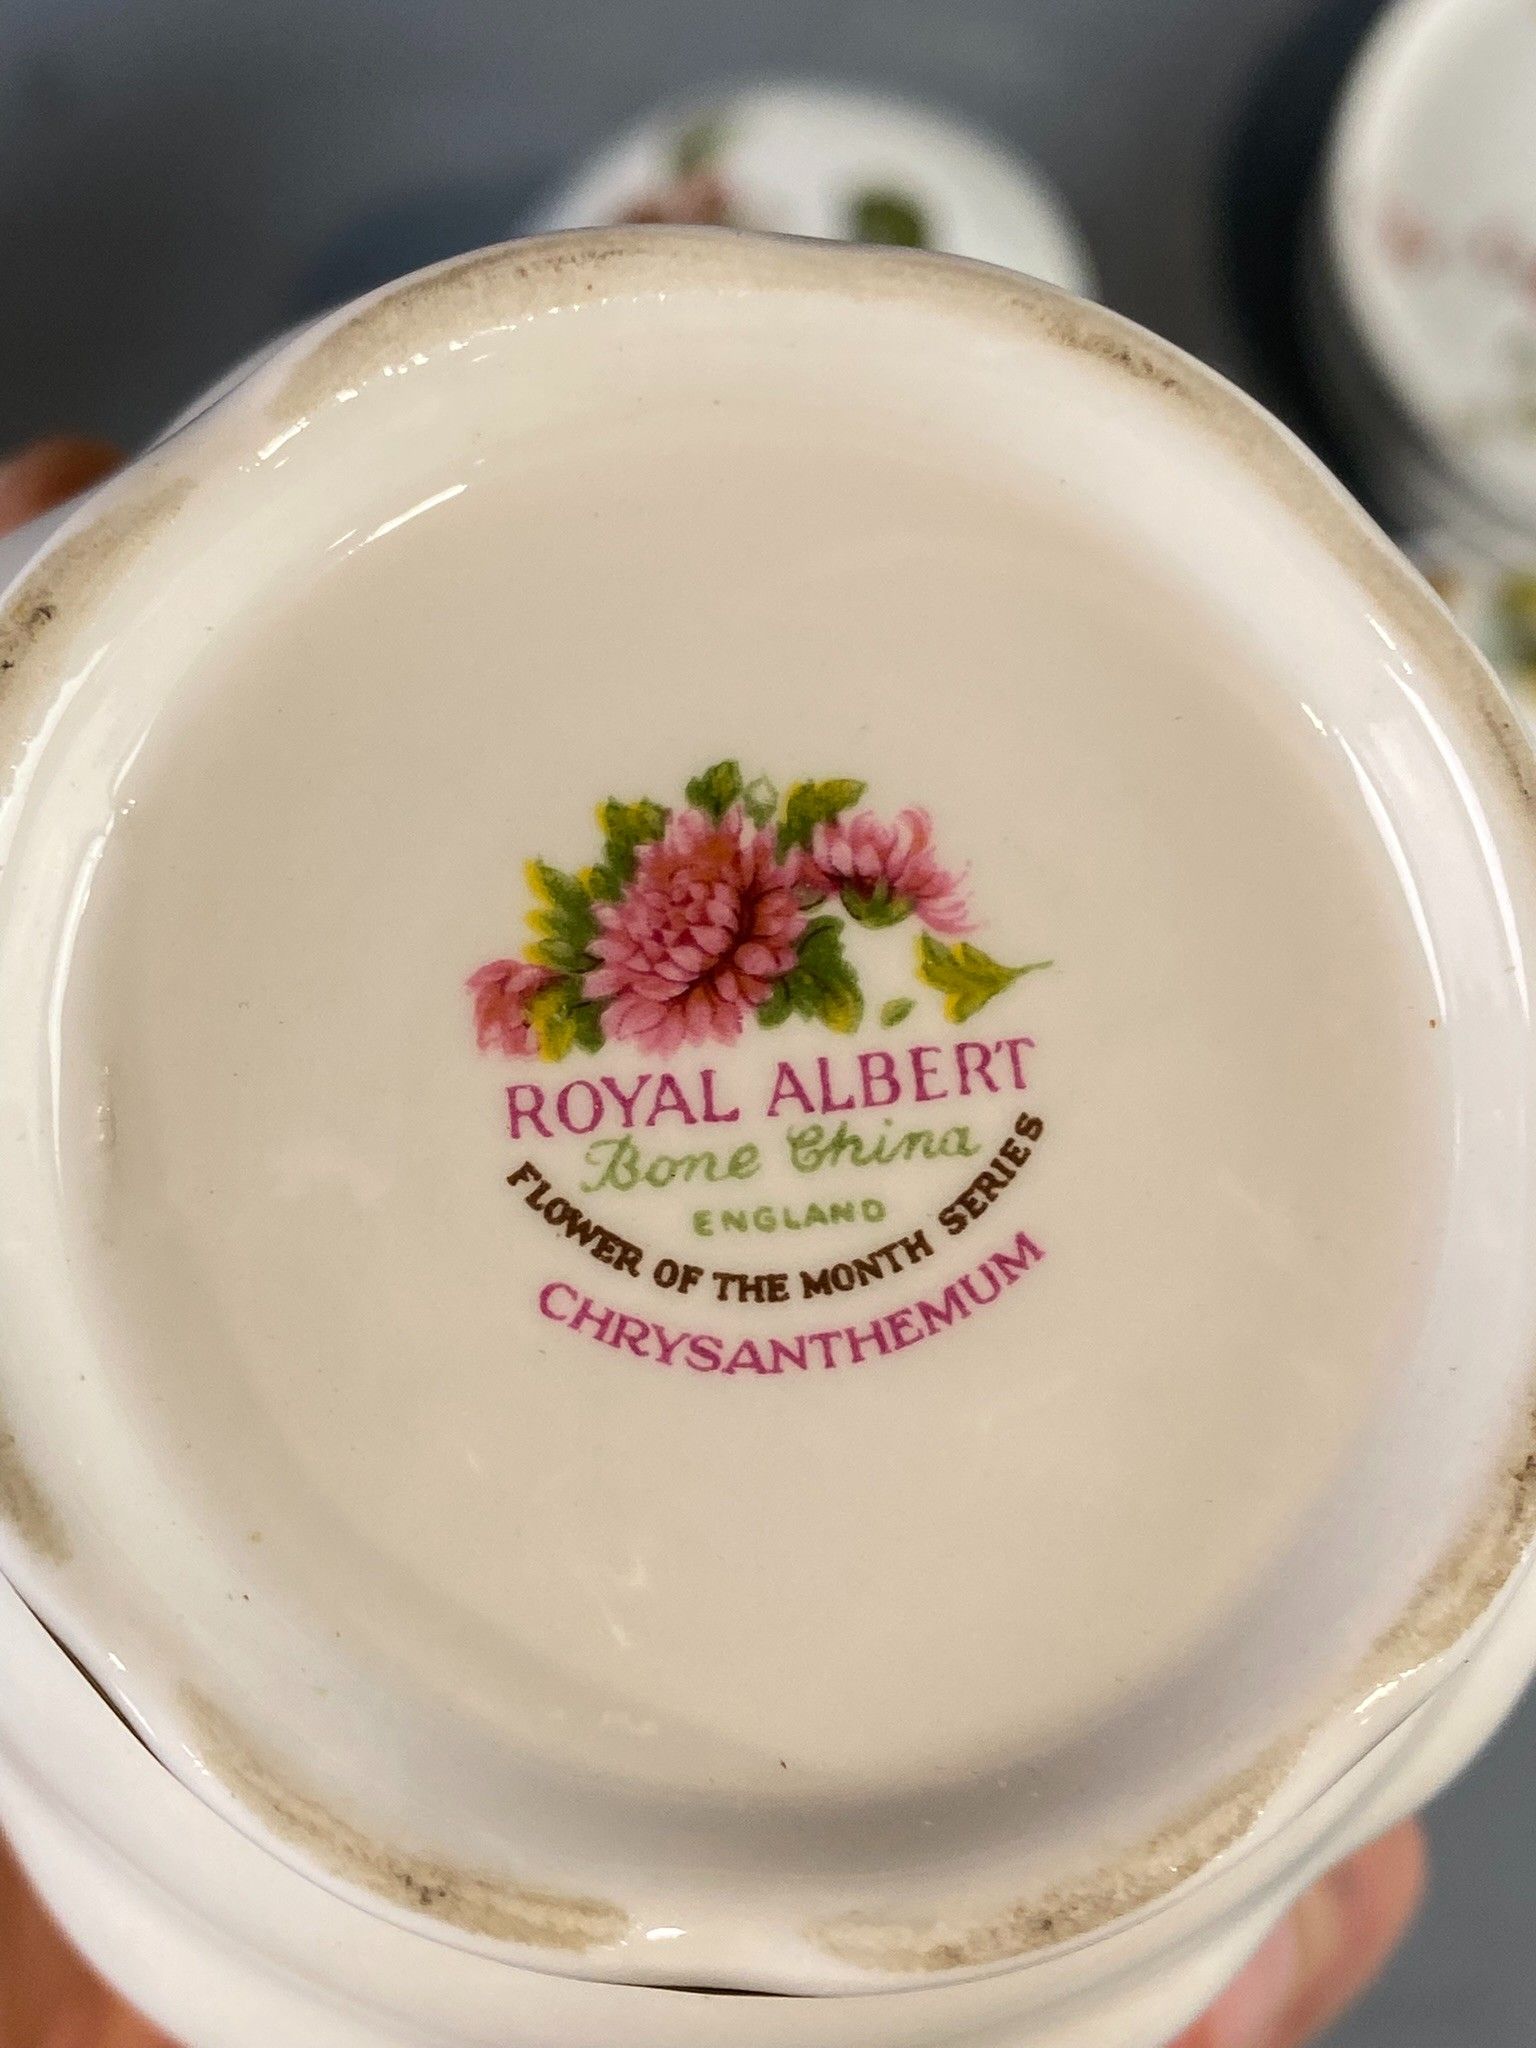 ROYAL ALBERT
Bone China
ENGLAND
FLOWER OF THE MONTH SERIES
CHRYSANTHEMUM